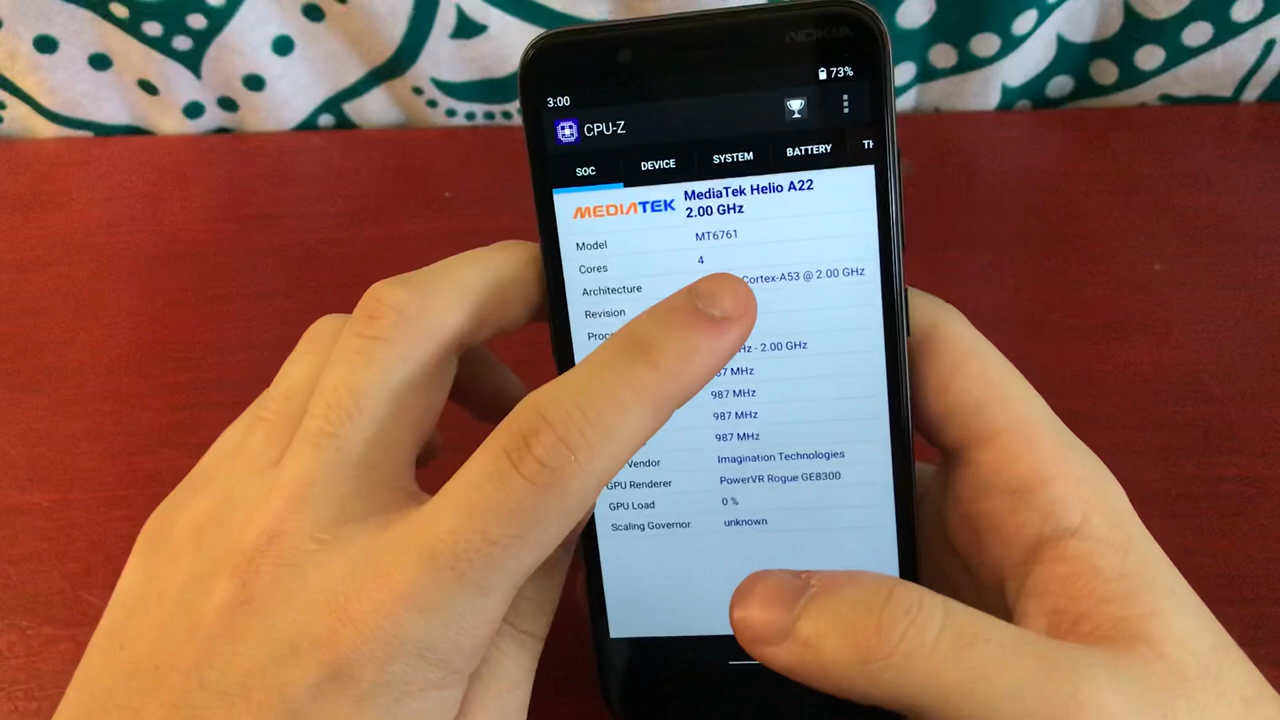 NOKIA
73%
3:00
CPU-Z
SOC DEVICE SYSTEM BATTERY TH
MEDIATEK MediaTek Helio A22
2.00 GHz
Model MT6761
Cores 4
Architecture Cortex-A53 @ 2.00 GHz
Revision
Hz - 2.00 GHz
MHz
987 MHz
987 MHz
987 MHz
Vendor Imagination Technologies
GPU Renderer PowerVR Rogue GE8300
GPU Load 0 %
Scaling Governor unknown